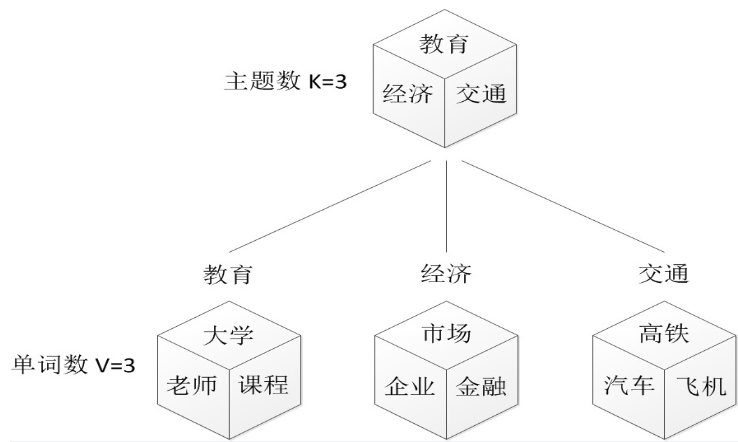 教育
主题数 K=3
经济 交通
教育 经济 交通
大学 市场 高铁
单词数 V=3
老师 课程 企业 金融 汽车 飞机